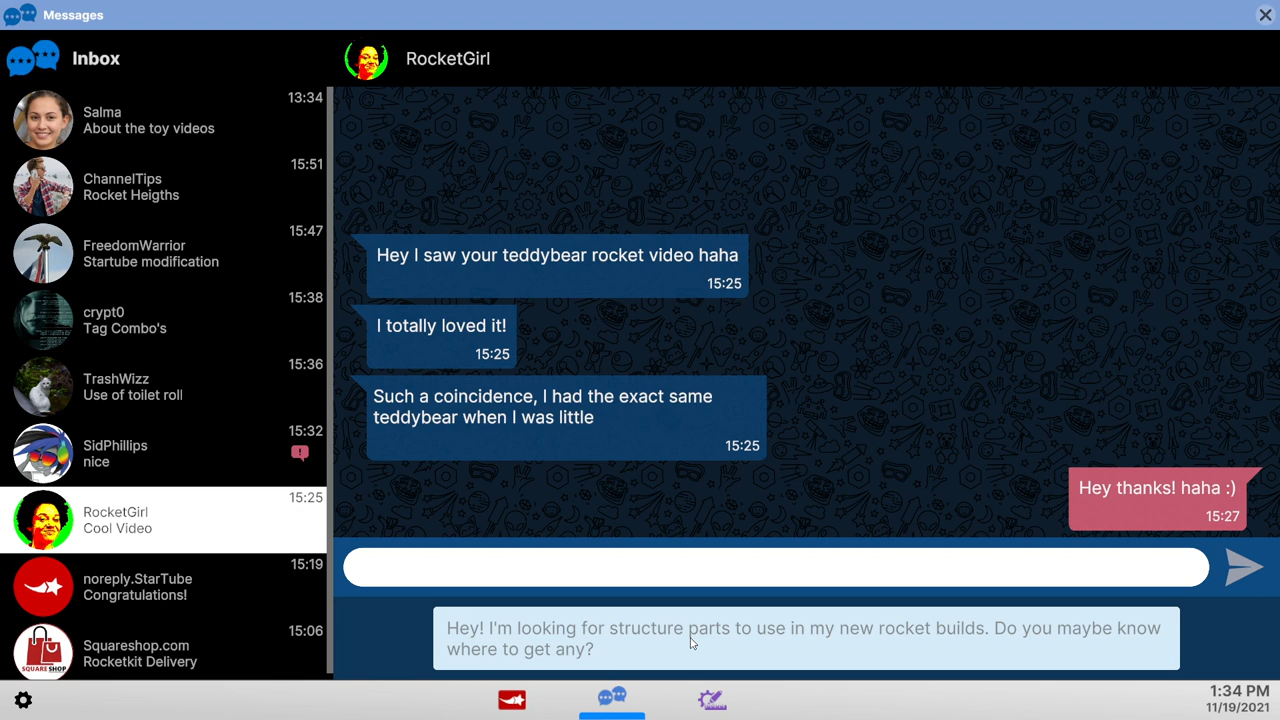 Messages
Inbox
RocketGirl
13:34
Salma
About the toy videos
15:51
ChannelTips
Rocket Heigths
15:47
FreedomWarrior
Startube modification
15:38
crypt0
Tag Combo's
15:36
TrashWizz
Use of toilet roll
15:32
SidPhillips
nice
15:25
RocketGirl
Cool Video
15:19
noreply.StarTube
Congratulations!
15:06
SQUARE SHOP
Squareshop.com
Rocketkit Delivery
Hey I saw your teddybear rocket video haha
15:25
I totally loved it!
15:25
Such a coincidence, I had the exact same
teddybear when I was little
15:25
Hey thanks! haha :)
15:27
Hey! I'm looking for structure parts to use in my new rocket builds. Do you maybe know
where to get any?
1:34 PM
11/19/2021